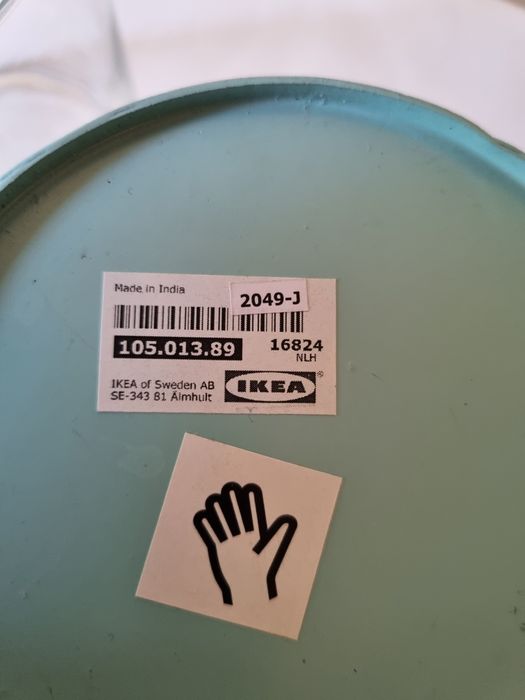 Made in India
2049-J
105.013.89
16824
NLH
IKEA of Sweden AB
SE-343 81 Älmhult
IKEA®